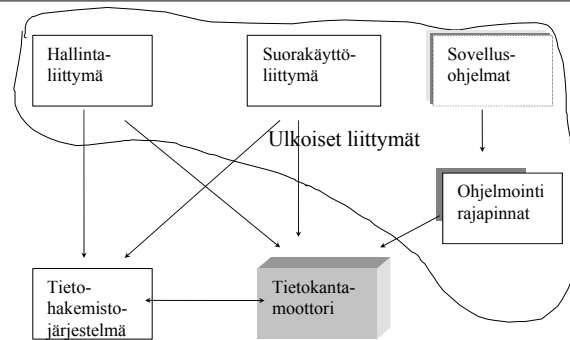 Hallinta-
liittymä
Suorakäyttö-
liittymä
Sovellus-
ohjelmat
Ulkoiset liittymät
Ohjelmointi
rajapinnat
Tieto-
hakemisto-
järjestelmä
Tietokanta-
moottori